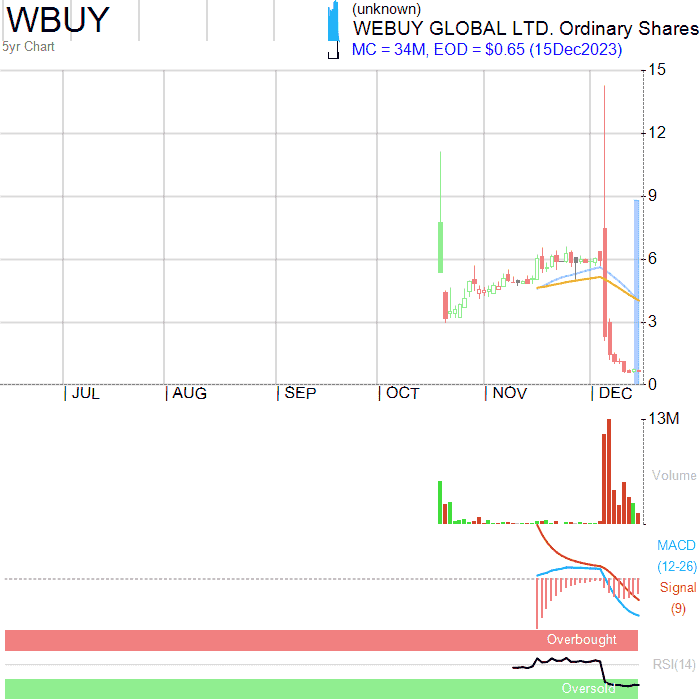 WBUY
5yr Chart
(unknown)
WEBUY GLOBAL LTD. Ordinary Shares
MC = 34M, EOD = $0.65 (15Dec2023)
15
12
9
6
3
0
JUL AUG SEP OCT NOV DEC
13M
Volume
MACD
(12-26)
Signal
(9)
Overbought
RSI(14)
Oversold